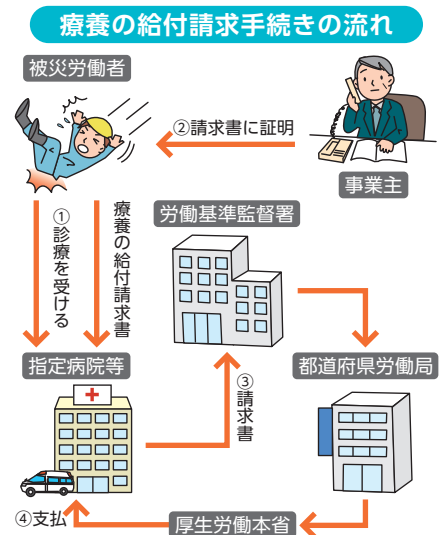 療養の給付請求手続きの流れ
被災労働者
②請求書に証明
事業主
①診療を受ける
療養の給付請求書
労働基準監督署
指定病院等
③請求書
都道府県労働局
④支払
厚生労働本省